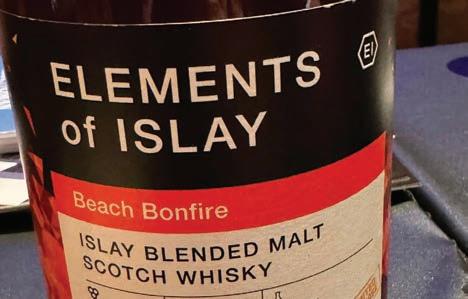 ELEMENTS
of ISLAY
EI
Beach Bonfire
ISLAY BLENDED MALT
SCOTCH WHISKY